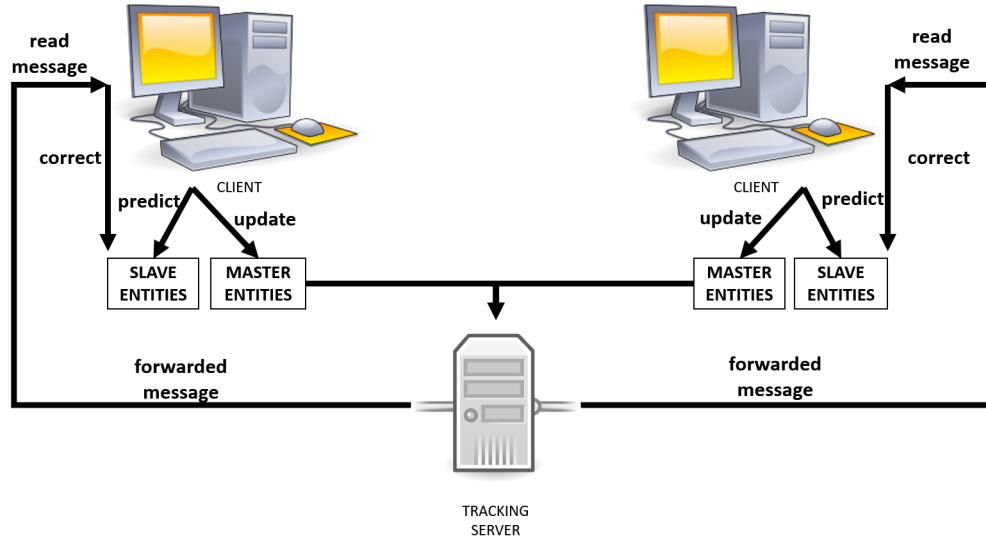 read
message
read
message
correct
correct
CLIENT
CLIENT
predict
update
update
predict
SLAVE
ENTITIES
MASTER
ENTITIES
MASTER
ENTITIES
SLAVE
ENTITIES
forwarded
message
forwarded
message
TRACKING
SERVER